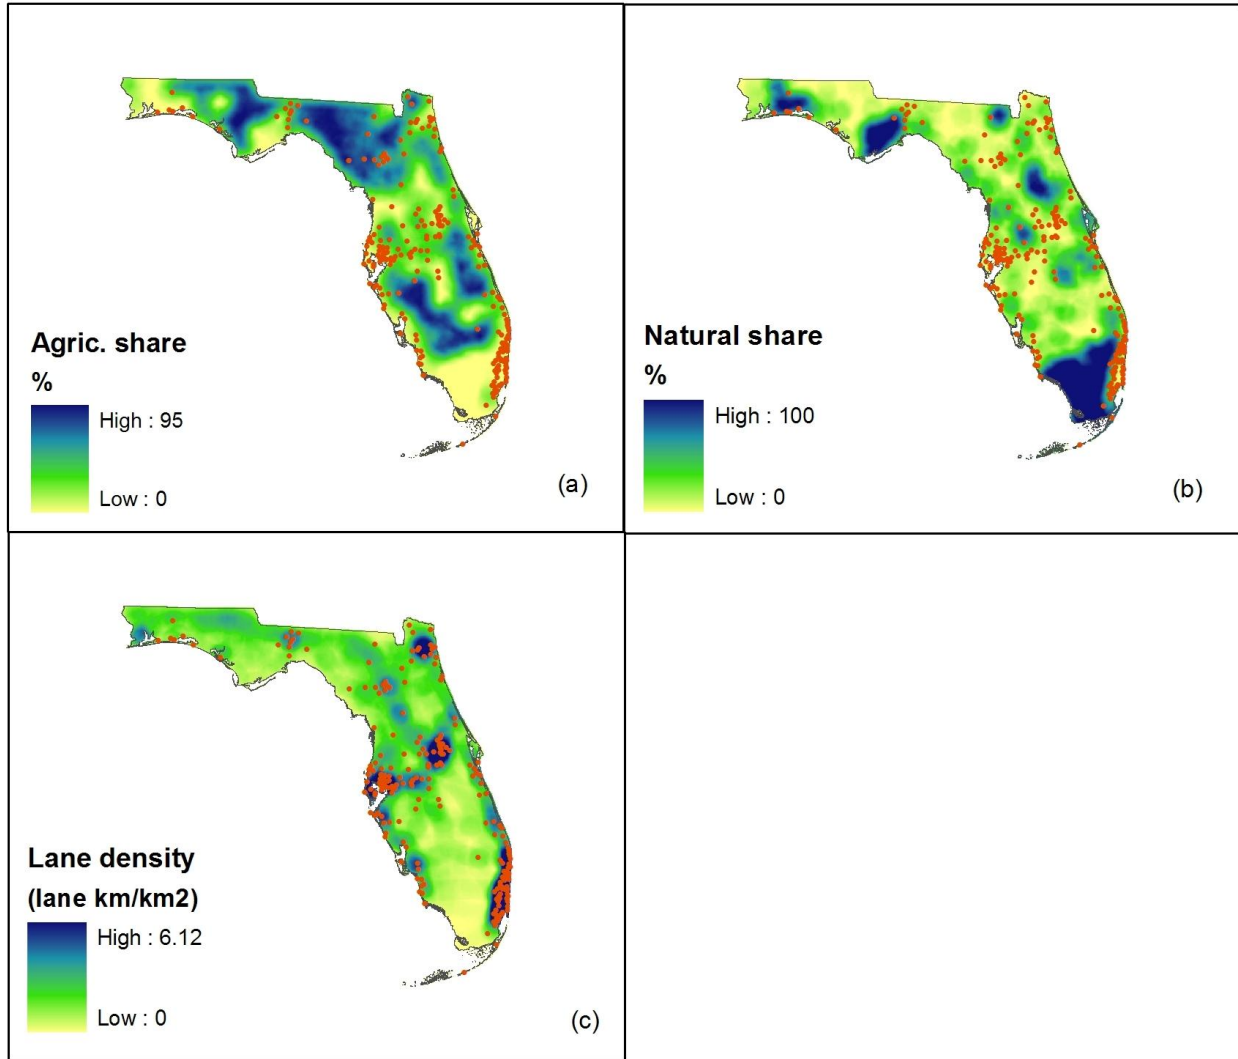 Agric. share
%
High : 95
Low : 0
(a)
Natural share
%
High : 100
Low : 0
(b)
Lane density
(lane km/km2)
High : 6.12
Low : 0
(c)